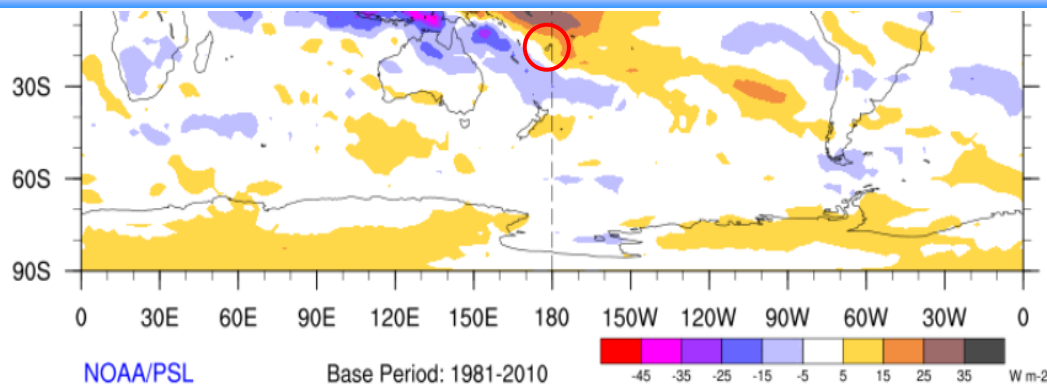 30S
60S
90S
0 30E 60E 90E 120E 150E 180 150W 120W 90W 60W 30W 0
NOAA/PSL Base Period: 1981-2010 -45 -35 -25 -15 -5 5 15 25 35 W m-2